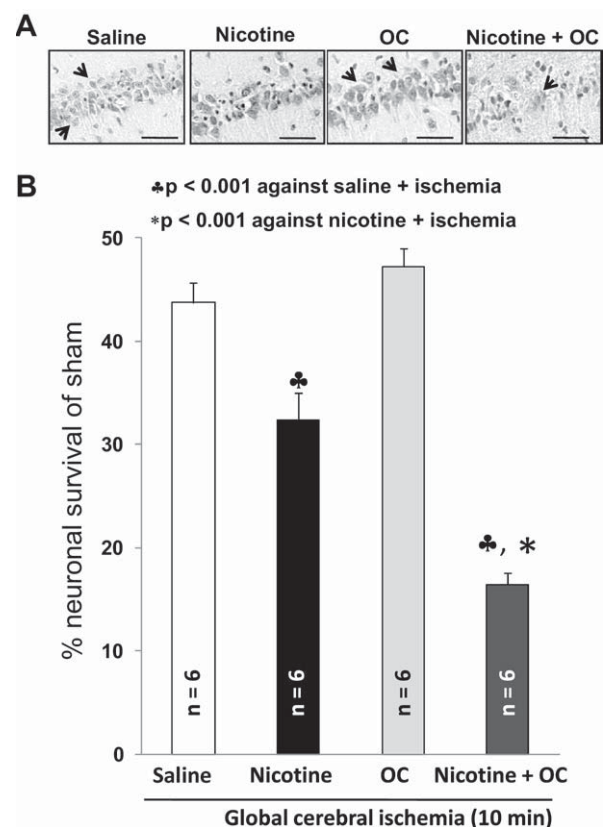 A
Saline Nicotine OC Nicotine + OC
B
♣p < 0.001 against saline + ischemia
*p < 0.001 against nicotine + ischemia
% neuronal survival of sham
50
40
30
20
10
0
♣
♣, *
n = 6
n = 6
n = 6
n = 6
Saline Nicotine OC Nicotine + OC
Global cerebral ischemia (10 min)